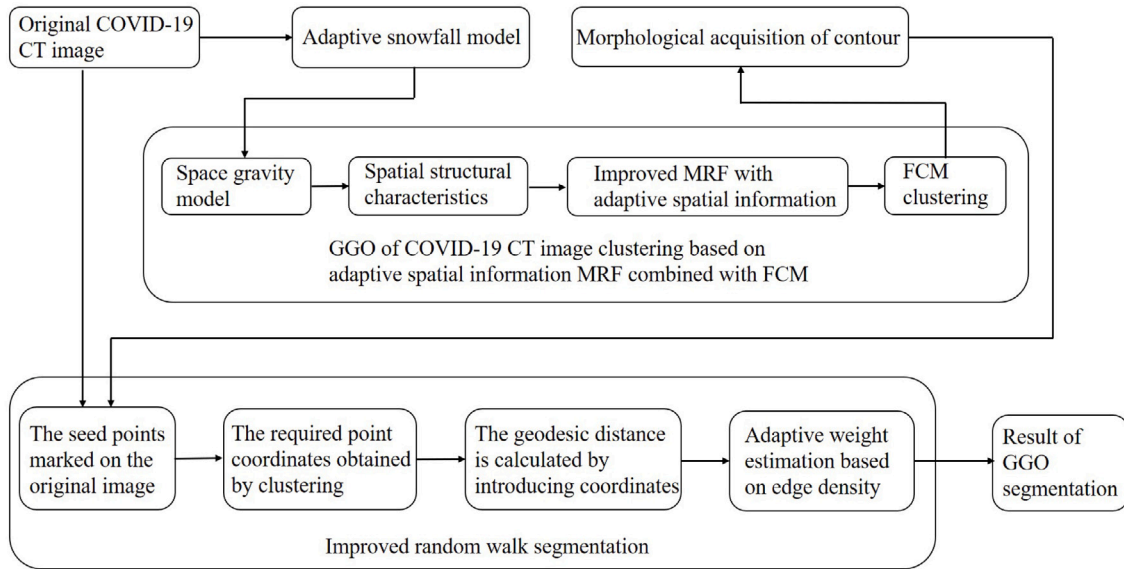 Original COVID-19
CT image
Adaptive snowfall model
Morphological acquisition of contour
Space gravity
model
Spatial structural
characteristics
Improved MRF with
adaptive spatial information
FCM
clustering
GGO of COVID-19 CT image clustering based on
adaptive spatial information MRF combined with FCM
The seed points
marked on the
original image
The required point
coordinates obtained
by clustering
The geodesic distance
is calculated by
introducing coordinates
Adaptive weight
estimation based
on edge density
Result of
GGO
segmentation
Improved random walk segmentation